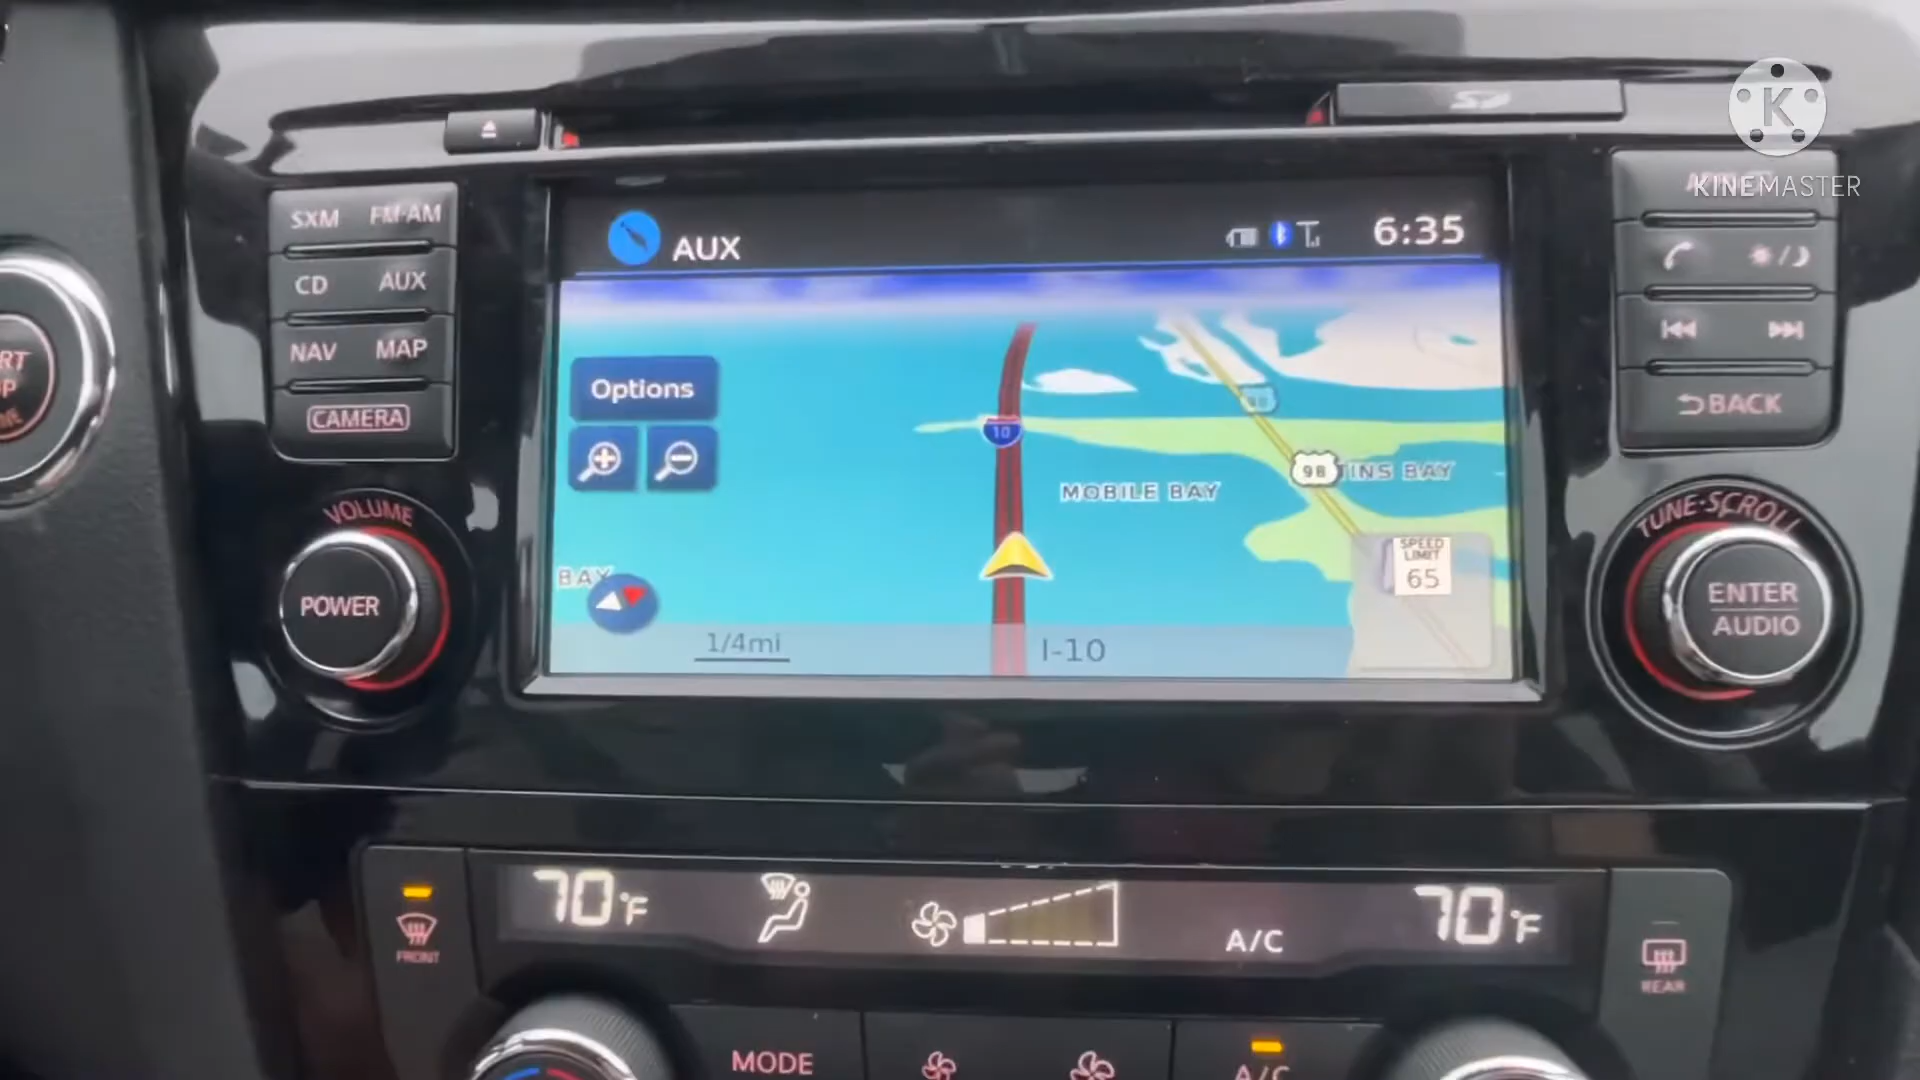 KINEMASTER
SXM FM·AM
CD AUX
NAV MAP
CAMERA
VOLUME
POWER
AUX
6:35
Options
10
98
MOBILE BAY
TINS BAY
BAY
SPEED
LIMIT
65
1/4mi
I-10
BACK
TUNE·SCROLL
ENTER
AUDIO
70°F
A/C
70°F
FRONT
REAR
MODE
A/C